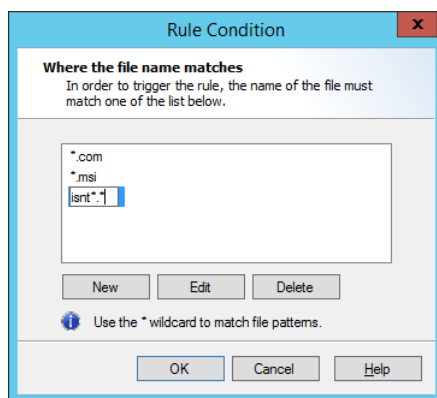 Rule Condition
x
Where the file name matches
In order to trigger the rule, the name of the file must
match one of the list below.
*.com
*.msi
isnt*.*
New Edit Delete
Use the * wildcard to match file patterns.
OK Cancel Help